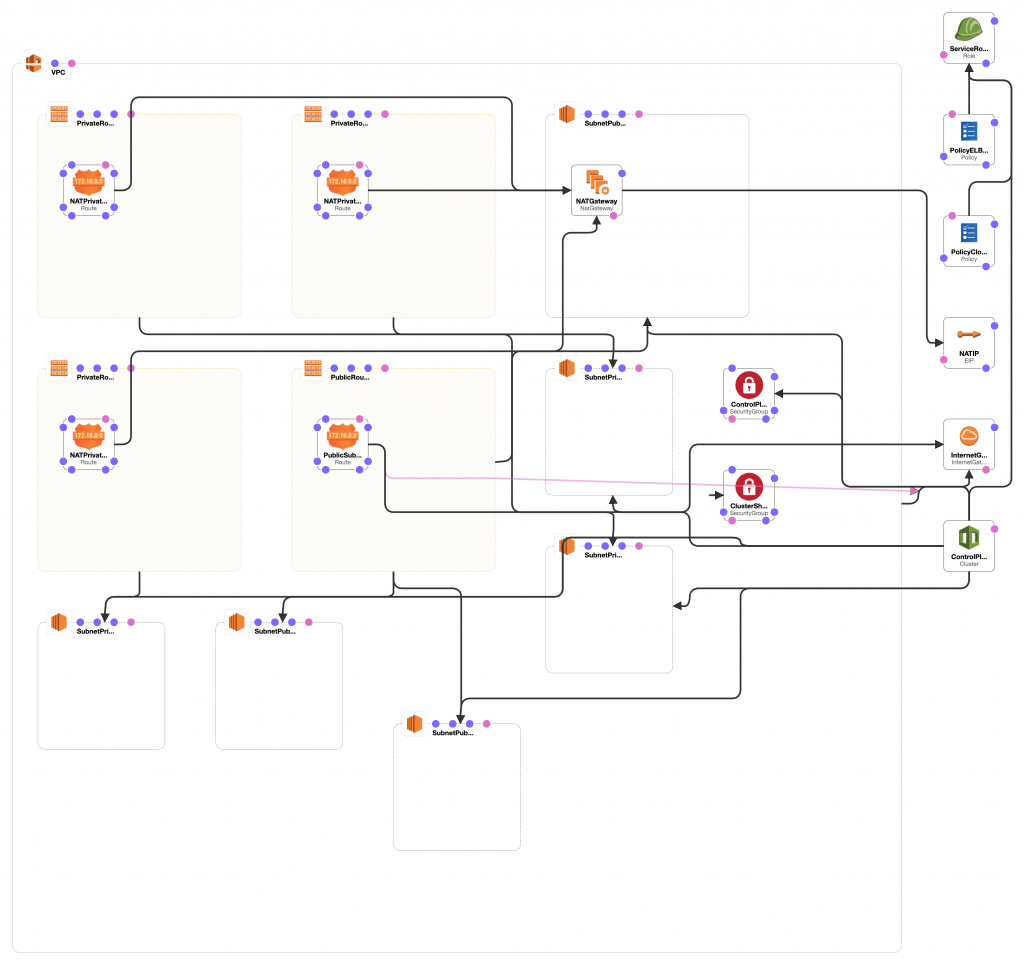 ServiceRo...
Role
VPC
PrivateRo...
PrivateRo...
SubnetPub...
PolicyELB...
Policy
172.16.0.0
NATPrivat...
Route
172.16.0.0
NATPrivat...
Route
NATGateway
NatGateway
PolicyClo...
Policy
NATIP
EIP
PrivateRo...
PublicRou...
SubnetPri...
ControlPl...
SecurityGroup
172.16.0.0
NATPrivat...
Route
172.16.0.0
PublicSub...
Route
InternetG...
InternetGat...
ClusterSh...
SecurityGroup
SubnetPri...
ControlPl...
Cluster
SubnetPri...
SubnetPub...
SubnetPub...